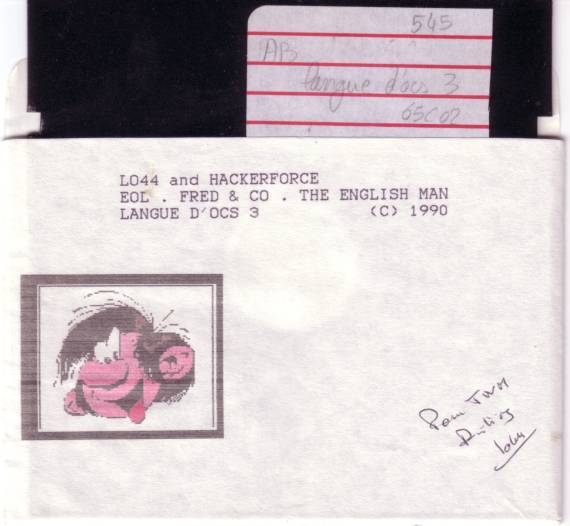 545
AB
langue d'ocs 3
65C02
LO44 and HACKERFORCE
EOL . FRED & CO . THE ENGLISH MAN
LANGUE D'OCS 3 (C) 1990